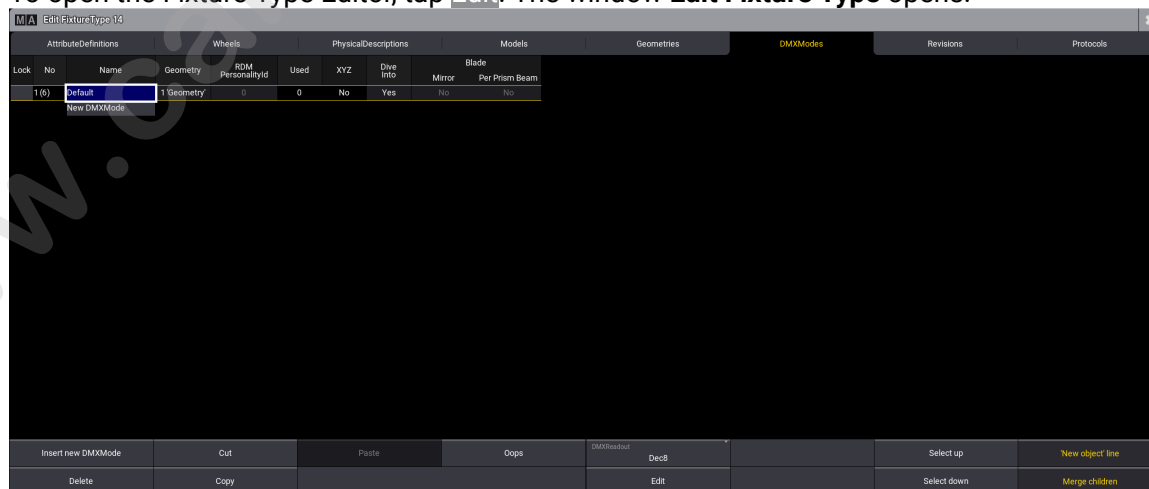 To open the Fixture Type Editor, tap Edit. The window Edit Fixture Type opens.
MA Edit FixtureType 14
AttributeDefinitions Wheels PhysicalDescriptions Models Geometries DMXModes Revisions Protocols
Lock No Name Geometry RDM PersonalityId Used XYZ Dive Into Blade Mirror Per Prism Beam
1 (6) Default 1 'Geometry' 0 0 No Yes No No
New DMXMode
Insert new DMXMode Cut Paste Oops DMXReadout Dec8 Select up 'New object' line
Delete Copy Edit Select down Merge children